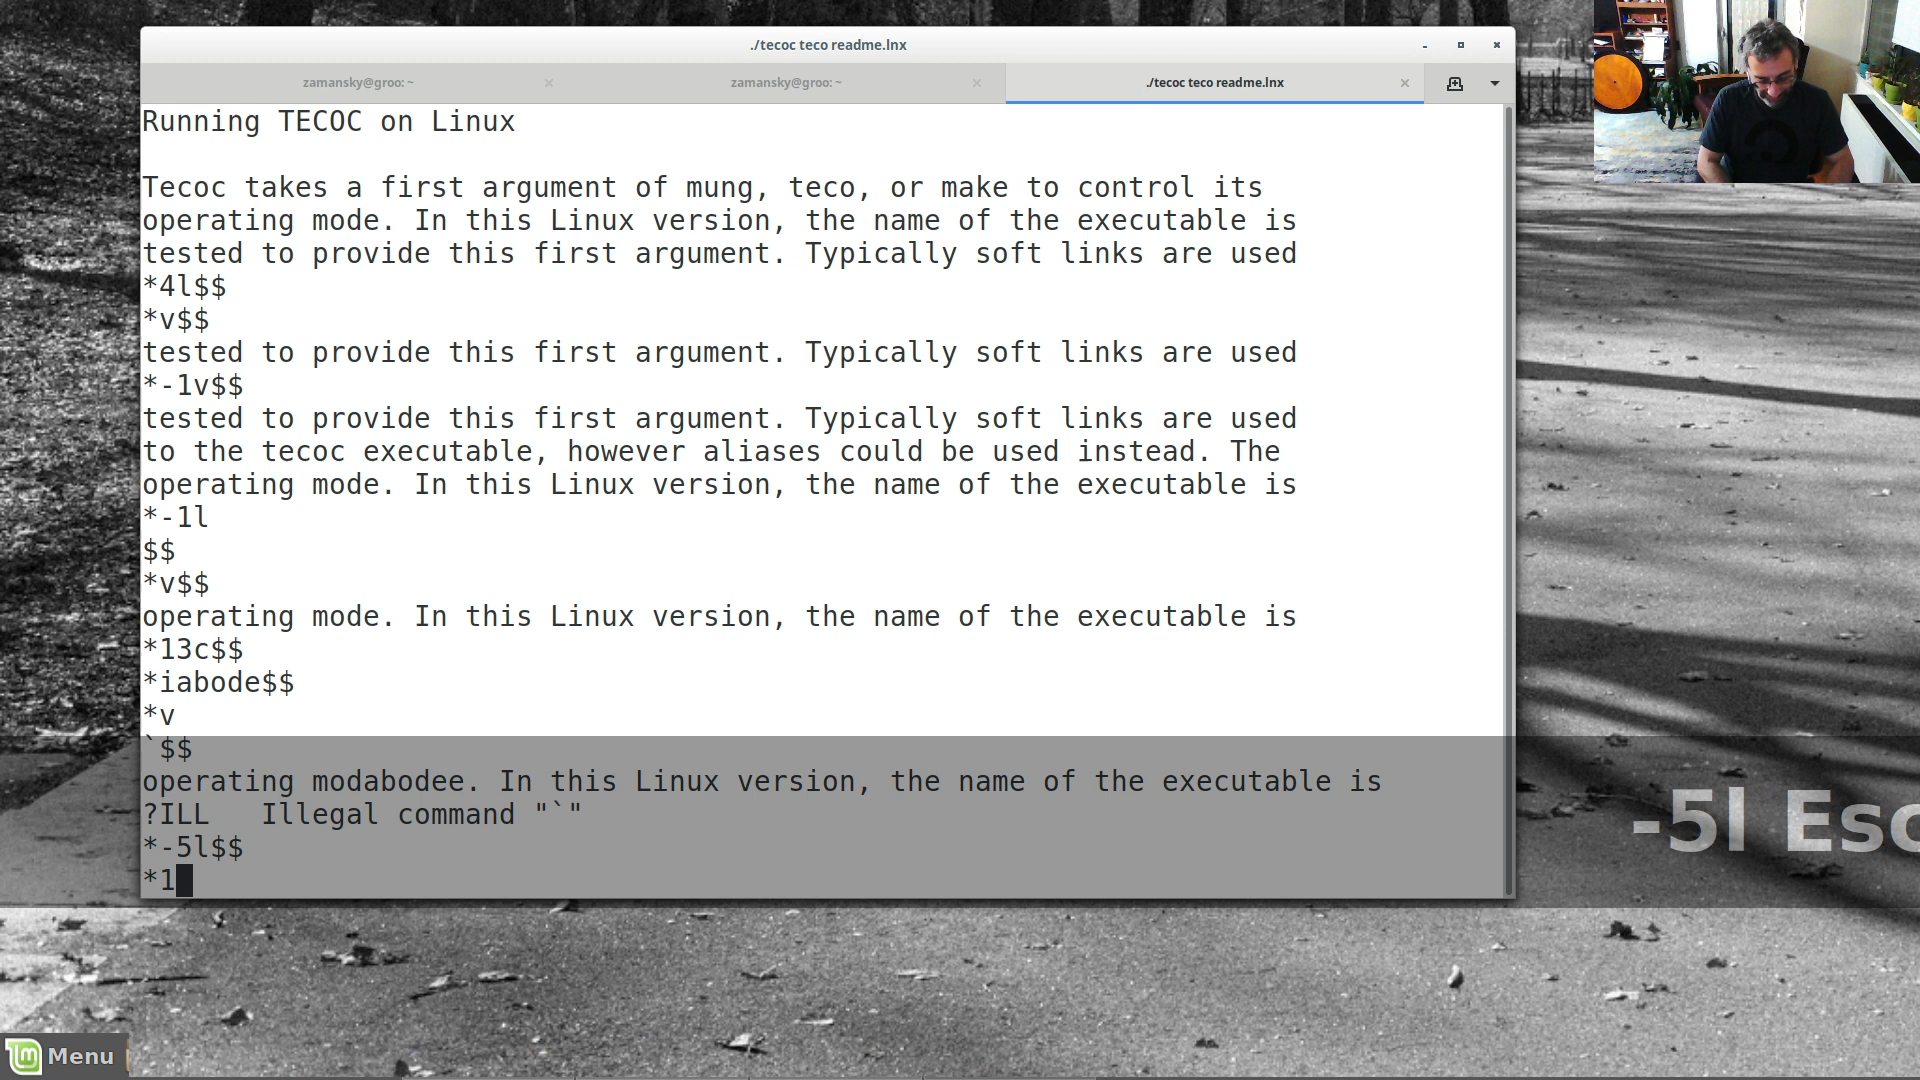 ./tecoc teco readme.lnx
zamansky@groo: ~
zamansky@groo: ~
./tecoc teco readme.lnx
Running TECOC on Linux
Tecoc takes a first argument of mung, teco, or make to control its
operating mode. In this Linux version, the name of the executable is
tested to provide this first argument. Typically soft links are used
*4l$$
*v$$
tested to provide this first argument. Typically soft links are used
*-1v$$
tested to provide this first argument. Typically soft links are used
to the tecoc executable, however aliases could be used instead. The
operating mode. In this Linux version, the name of the executable is
*-1l
$$
*v$$
operating mode. In this Linux version, the name of the executable is
*13c$$
*iabode$$
*v
`$$
operating modabodee. In this Linux version, the name of the executable is
?ILL   Illegal command "`"
*-5l$$
*1
-5l Esc
Menu